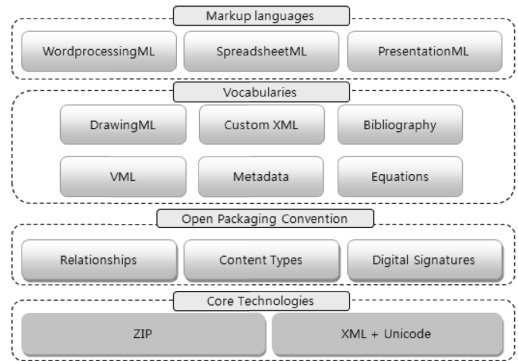 Markup languages
WordprocessingML SpreadsheetML PresentationML
Vocabularies
DrawingML Custom XML Bibliography
VML Metadata Equations
Open Packaging Convention
Relationships Content Types Digital Signatures
Core Technologies
ZIP XML + Unicode